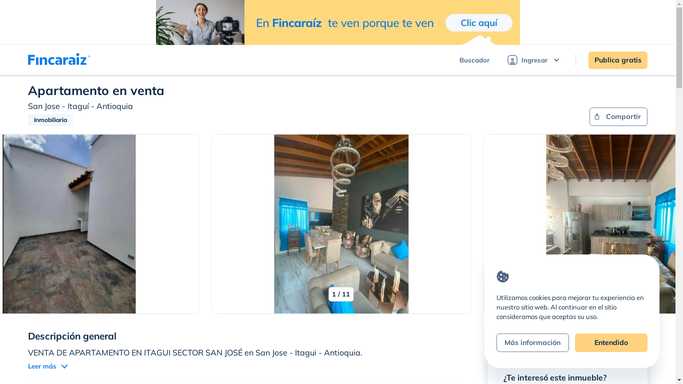 En Fincaraíz te ven porque te ven
Clic aquí
Fincaraiz
Buscador
Ingresar
Publica gratis
Apartamento en venta
San Jose - Itaguí - Antioquia
Inmobiliaria
Compartir
1 / 11
Utilizamos cookies para mejorar tu experiencia en
nuestro sitio web. Al continuar en el sitio
consideramos que aceptas su uso.
Más información
Entendido
Descripción general
VENTA DE APARTAMENTO EN ITAGUI SECTOR SAN JOSÉ en San Jose - Itagui - Antioquia.
Leer más
¿Te interesó este inmueble?